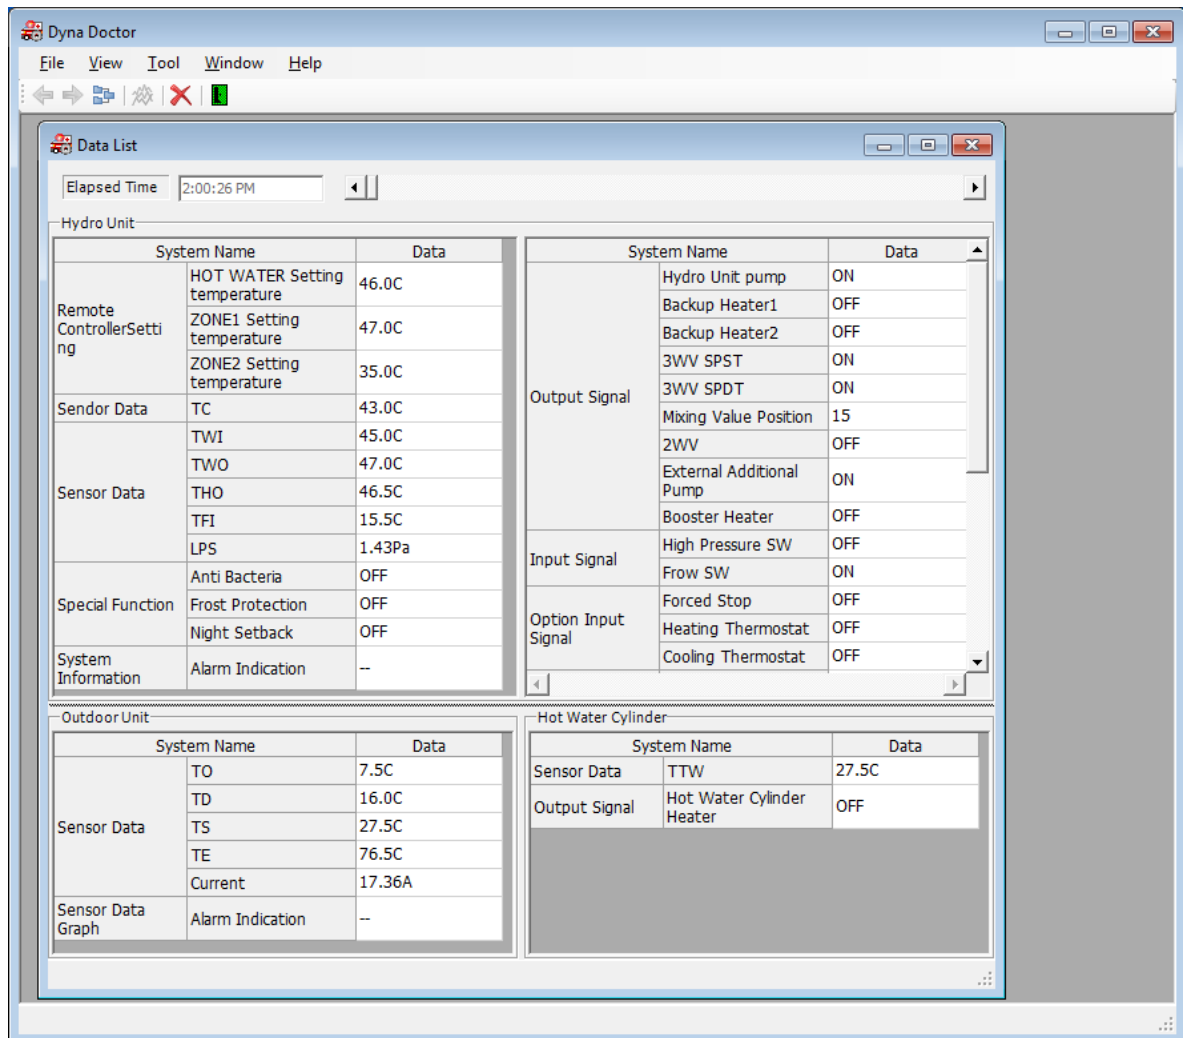 Dyna Doctor
File View Tool Window Help
Data List
Elapsed Time 2:00:26 PM
Hydro Unit
System Name Data
Remote
ControllerSetti
ng
HOT WATER Setting
temperature
46.0C
ZONE1 Setting
temperature
47.0C
ZONE2 Setting
temperature
35.0C
Sendor Data TC 43.0C
Sensor Data
TWI 45.0C
TWO 47.0C
THO 46.5C
TFI 15.5C
LPS 1.43Pa
Special Function
Anti Bacteria OFF
Frost Protection OFF
Night Setback OFF
System
Information
Alarm Indication --
System Name Data
Output Signal
Hydro Unit pump ON
Backup Heater1 OFF
Backup Heater2 OFF
3WV SPST ON
3WV SPDT ON
Mixing Value Position 15
2WV OFF
External Additional
Pump
ON
Booster Heater OFF
Input Signal
High Pressure SW OFF
Frow SW ON
Option Input
Signal
Forced Stop OFF
Heating Thermostat OFF
Cooling Thermostat OFF
Outdoor Unit
System Name Data
Sensor Data
TO 7.5C
TD 16.0C
TS 27.5C
TE 76.5C
Current 17.36A
Sensor Data
Graph
Alarm Indication --
Hot Water Cylinder
System Name Data
Sensor Data TTW 27.5C
Output Signal
Hot Water Cylinder
Heater
OFF